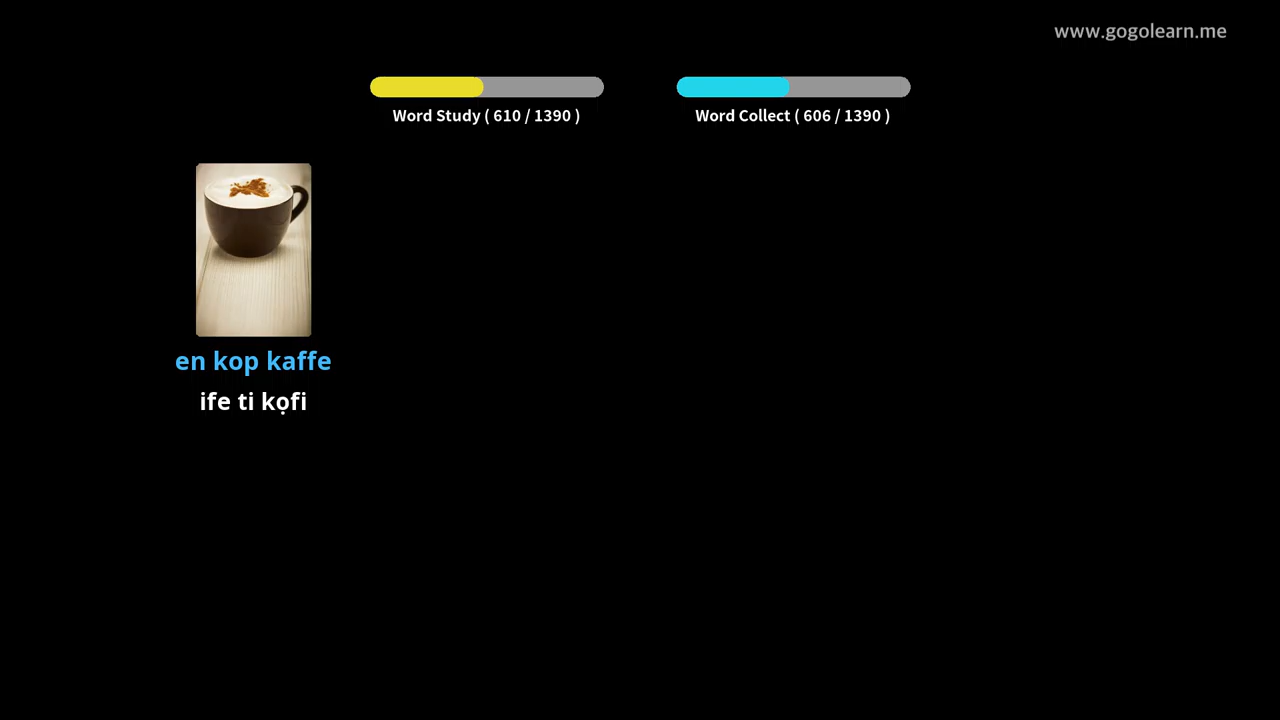 www.gogolearn.me
Word Study ( 610 / 1390 )
Word Collect ( 606 / 1390 )
en kop kaffe
ife ti kọfi